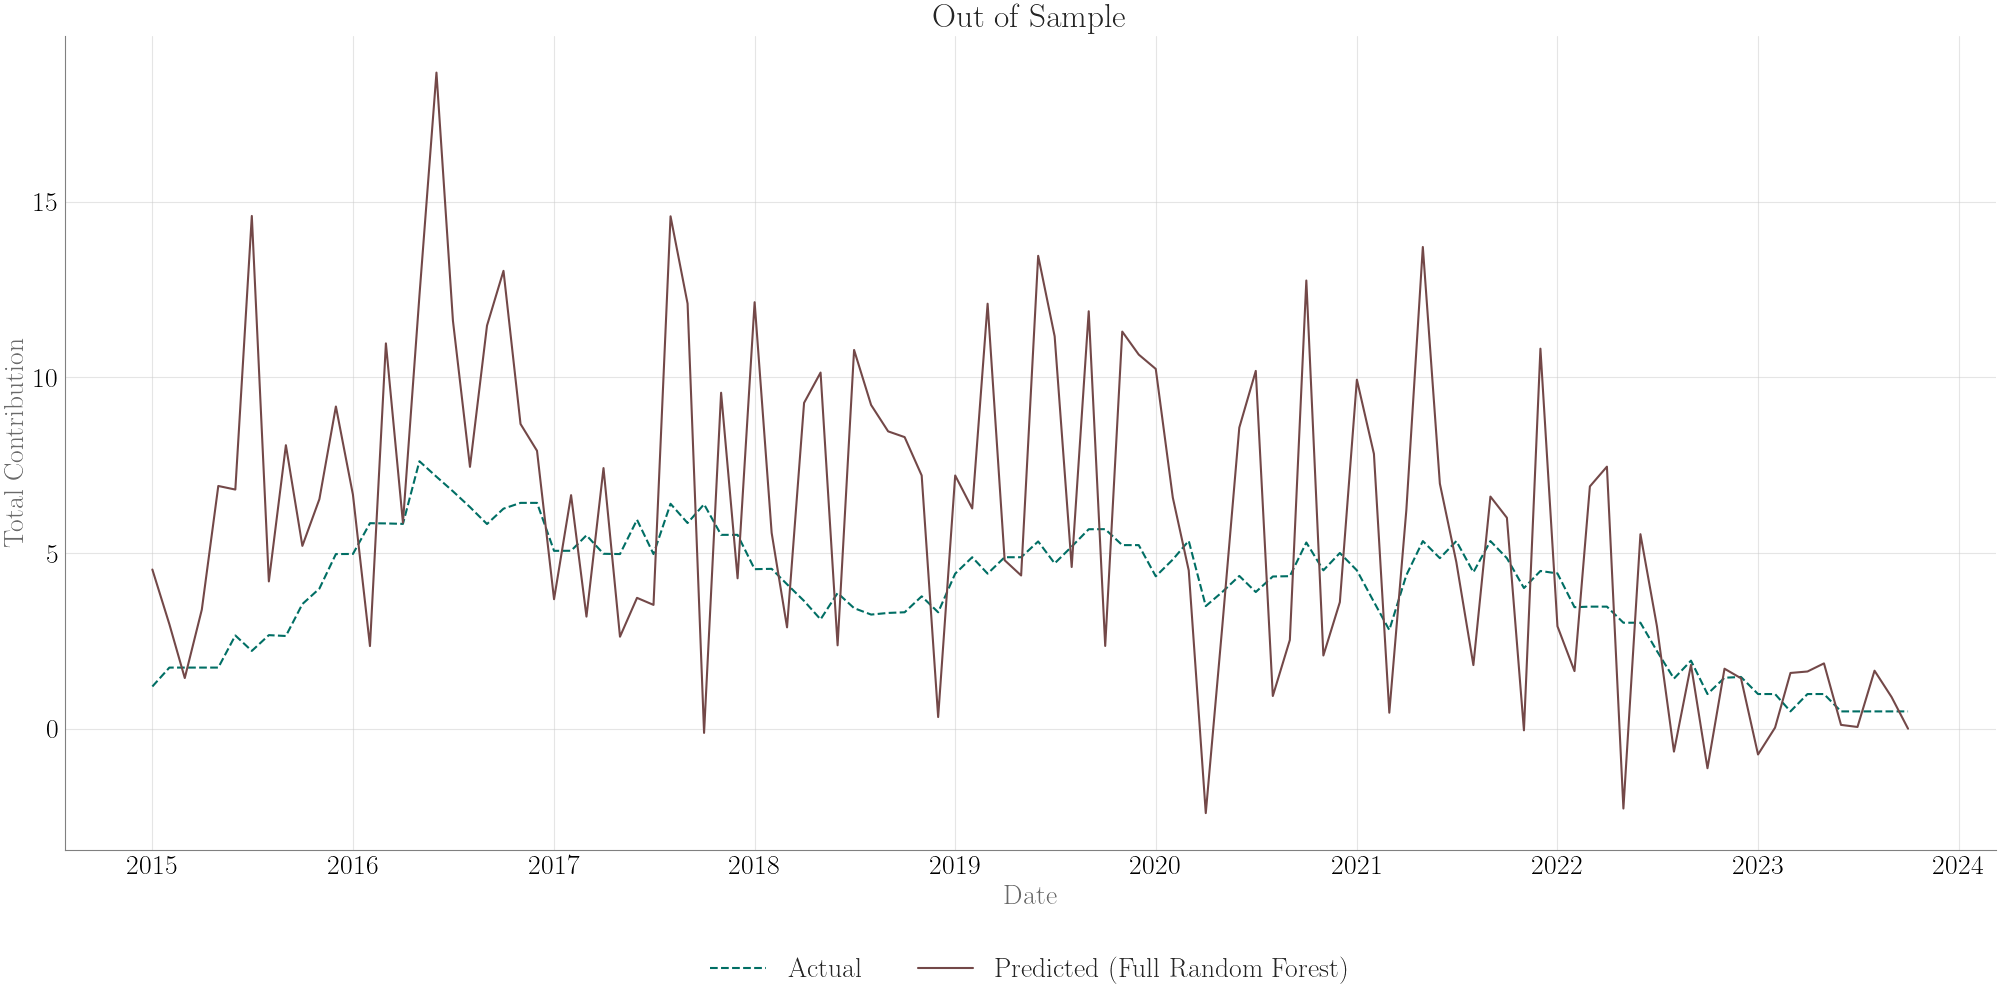 Out of Sample
Total Contribution
15
10
5
0
2015 2016 2017 2018 2019 2020 2021 2022 2023 2024
Date
Actual Predicted (Full Random Forest)